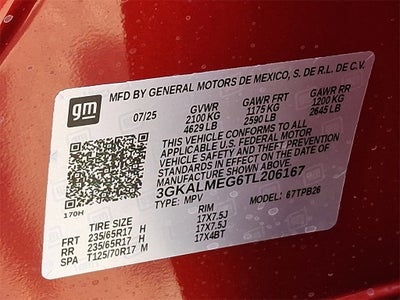 gm
MFD BY GENERAL MOTORS DE MEXICO, S. DE R.L. DE C.V.
07/25 GVWR GAWR FRT GAWR RR
2100 KG 1175 KG 1200 KG
4629 LB 2590 LB 2645 LB
THIS VEHICLE CONFORMS TO ALL
APPLICABLE U.S. FEDERAL MOTOR
VEHICLE SAFETY AND THEFT PREVENTION
STANDARDS IN EFFECT ON THE DATE OF
MANUFACTURE SHOWN ABOVE.
3GKALMEG6TL206167
170H TYPE: MPV 67TPB26
TIRE SIZE RIM
FRT 235/65R17 H 17X7.5J
RR 235/65R17 H 17X7.5J
SPA T125/70R17 M 17X4BT